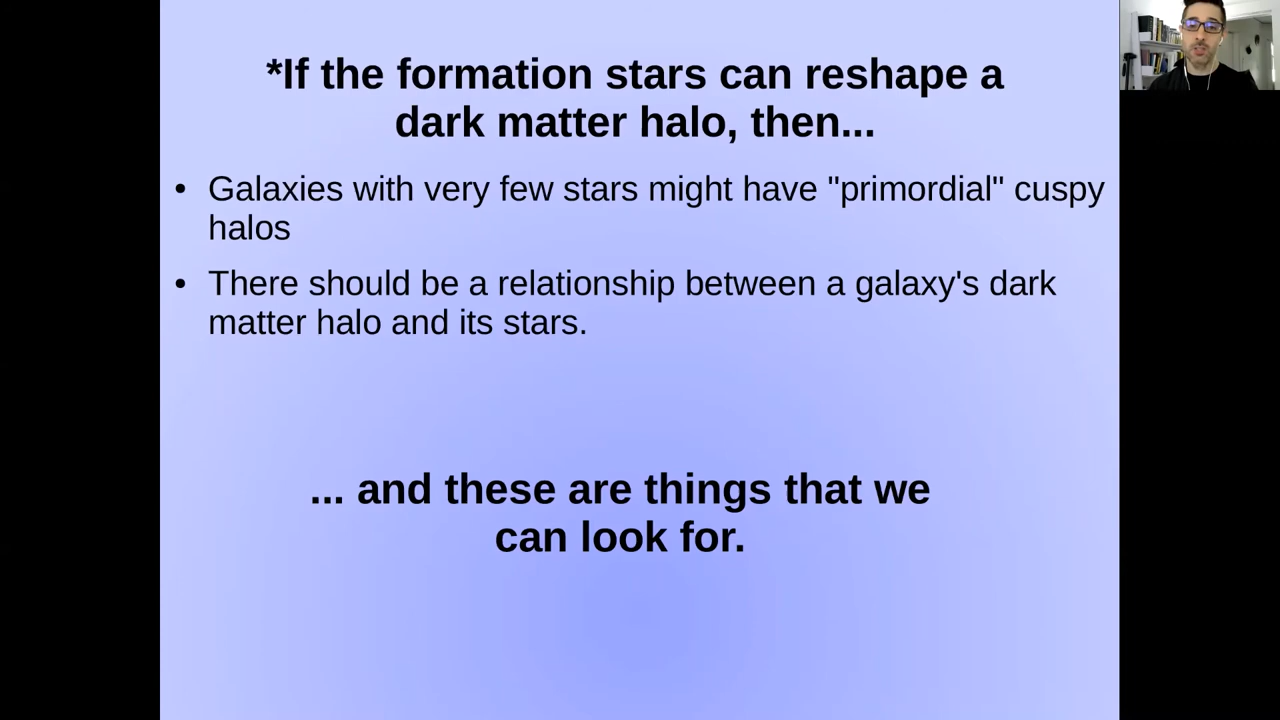 *If the formation stars can reshape a
dark matter halo, then...
• Galaxies with very few stars might have "primordial" cuspy
halos
• There should be a relationship between a galaxy's dark
matter halo and its stars.
... and these are things that we
can look for.